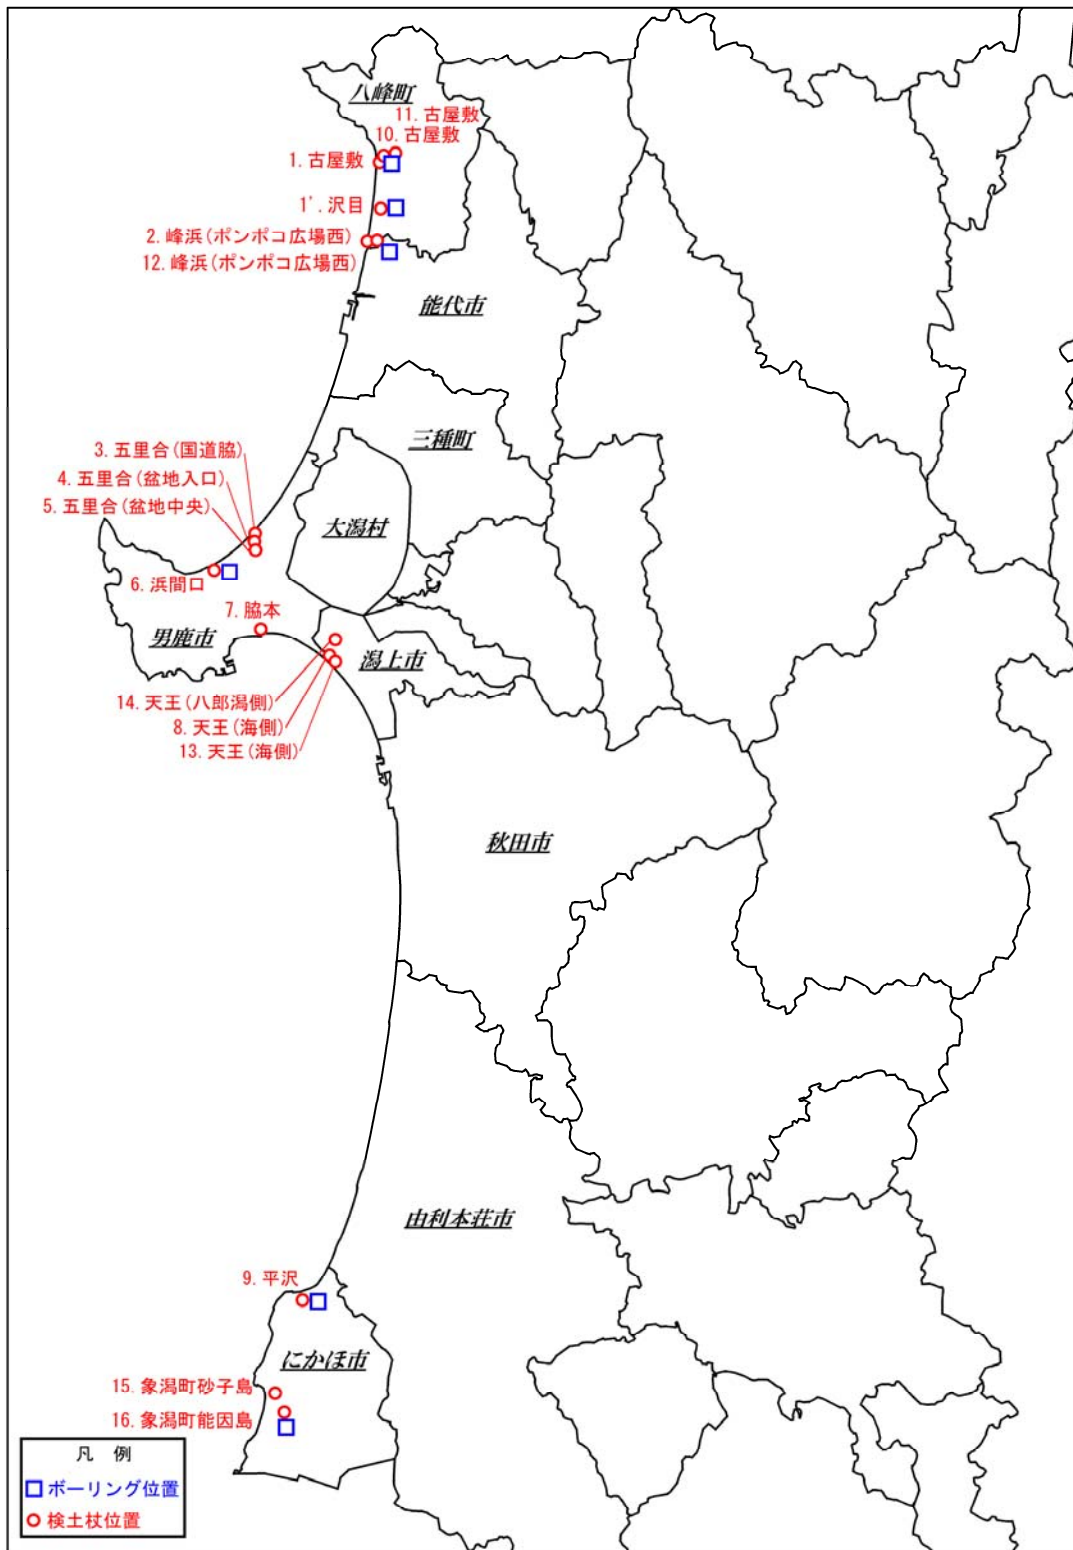 八峰町
11. 古屋敷
10. 古屋敷
1. 古屋敷
1'. 沢目
2. 峰浜(ポンポコ広場西)
12. 峰浜(ポンポコ広場西)
能代市
三種町
3. 五里合(国道脇)
4. 五里合(盆地入口)
5. 五里合(盆地中央)
大潟村
6. 浜間口
7. 脇本
男鹿市
潟上市
14. 天王(八郎潟側)
8. 天王(海側)
13. 天王(海側)
秋田市
由利本荘市
9. 平沢
にかほ市
15. 象潟町砂子島
16. 象潟町能因島
凡 例
ボーリング位置
検土杖位置